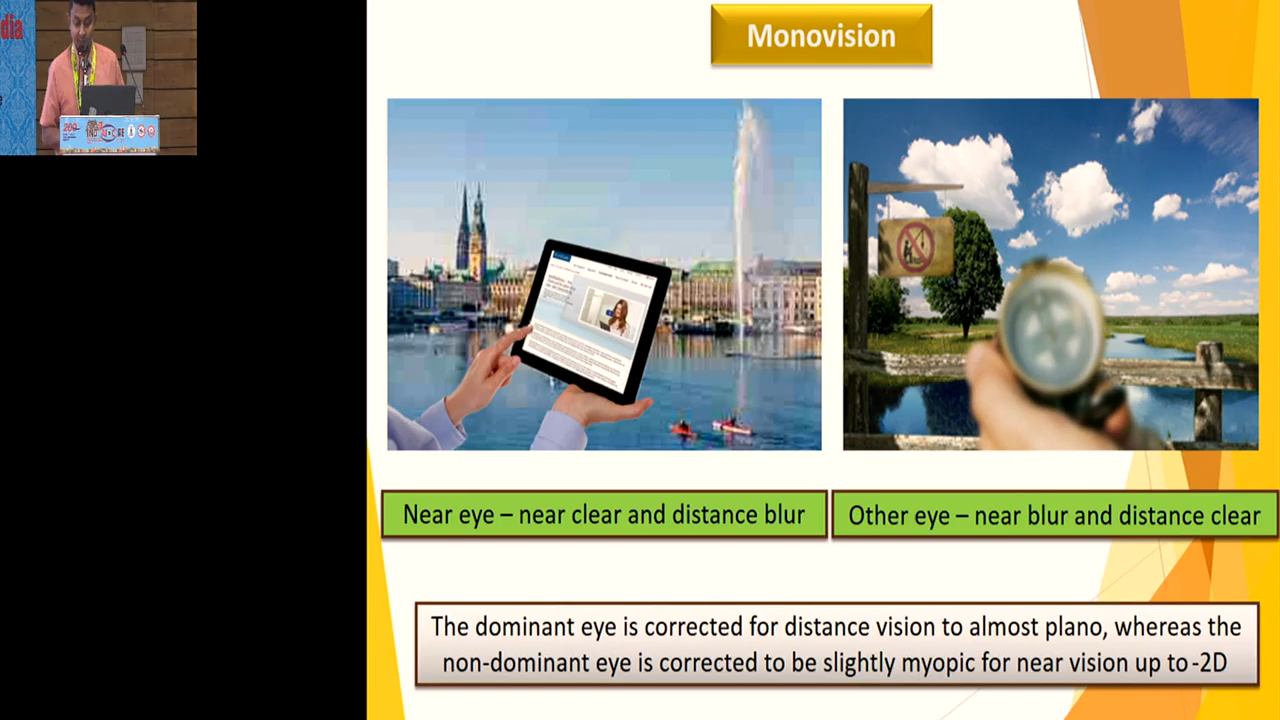 Monovision
dia
Near eye – near clear and distance blur
Other eye – near blur and distance clear
The dominant eye is corrected for distance vision to almost plano, whereas the
non-dominant eye is corrected to be slightly myopic for near vision up to -2D